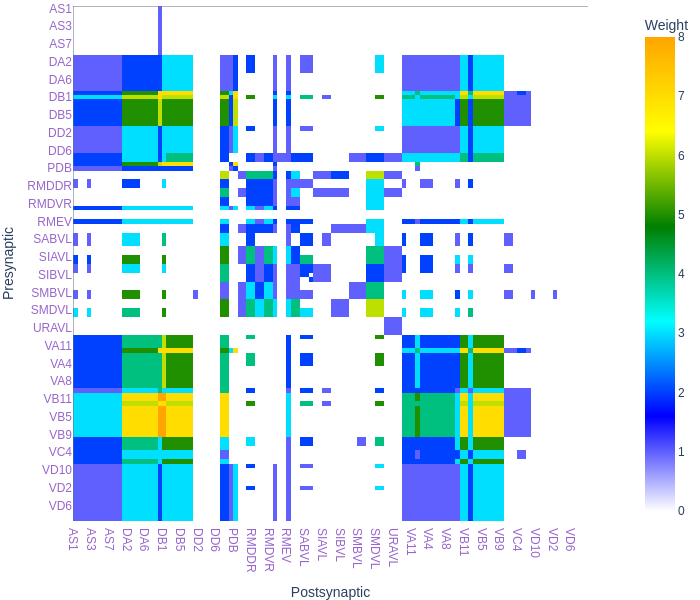 Weight
8
7
6
5
4
3
2
1
0
Presynaptic
AS1
AS3
AS7
DA2
DA6
DB1
DB5
DD2
DD6
PDB
RMDDR
RMDVR
RMEV
SABVL
SIAVL
SIBVL
SMBVL
SMDVL
URAVL
VA11
VA4
VA8
VB11
VB5
VB9
VC4
VD10
VD2
VD6
AS1
AS3
AS7
DA2
DA6
DB1
DB5
DD2
DD6
PDB
RMDDR
RMDVR
RMEV
SABVL
SIAVL
SIBVL
SMBVL
SMDVL
URAVL
VA11
VA4
VA8
VB11
VB5
VB9
VC4
VD10
VD2
VD6
Postsynaptic